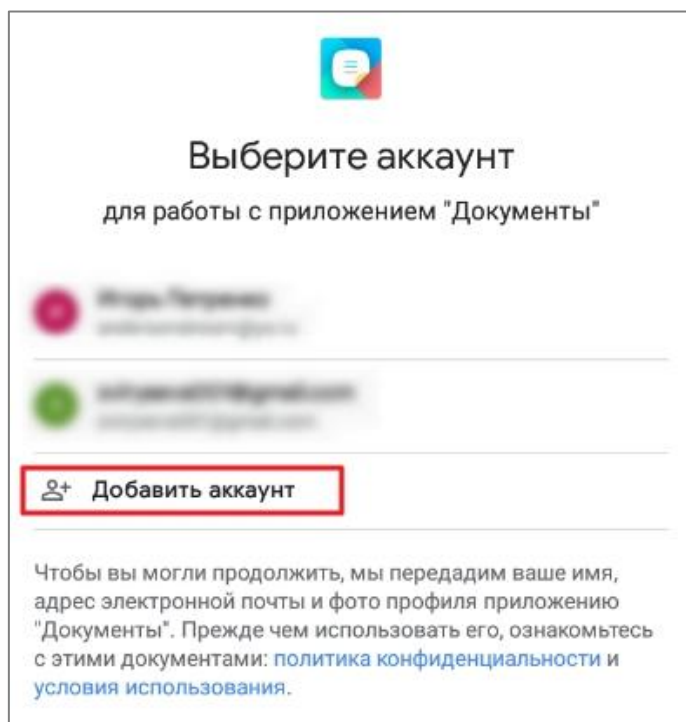 Выберите аккаунт
для работы с приложением "Документы"
Добавить аккаунт
Чтобы вы могли продолжить, мы передадим ваше имя,
адрес электронной почты и фото профиля приложению
"Документы". Прежде чем использовать его, ознакомьтесь
с этими документами: политика конфиденциальности и
условия использования.